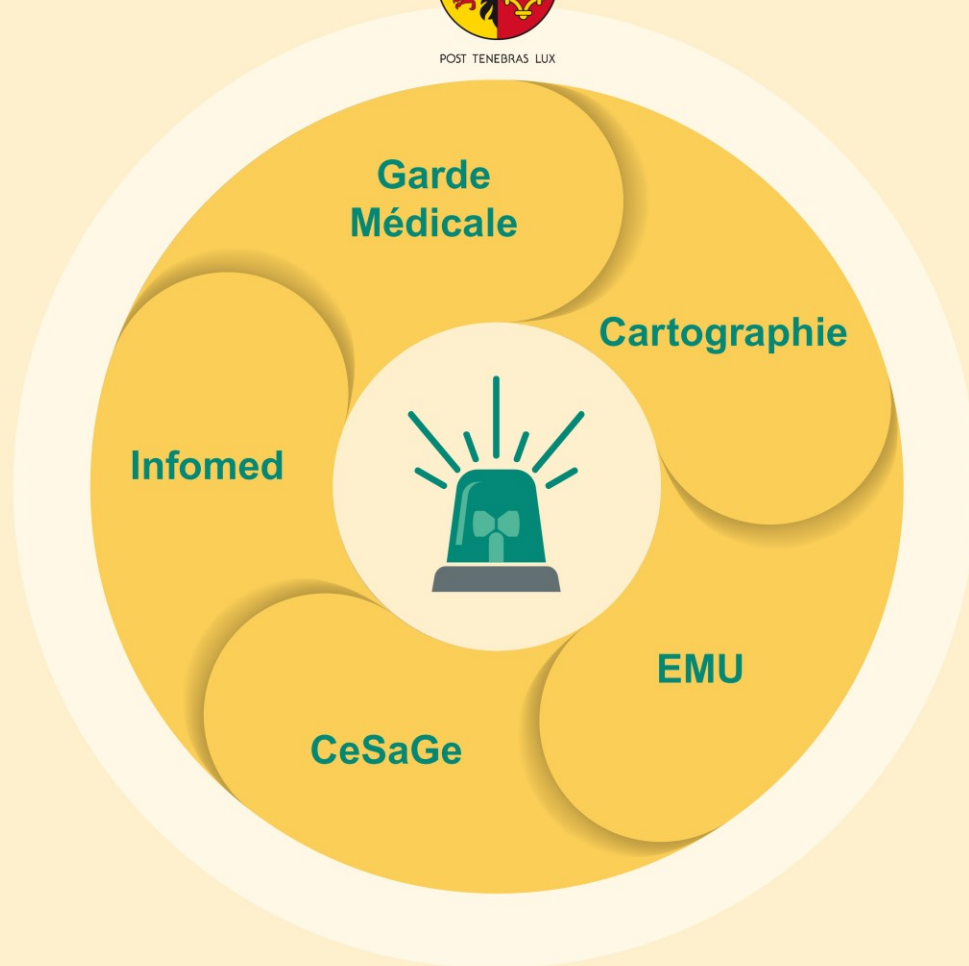 POST TENEBRAS LUX
Garde
Médicale
Cartographie
Infomed
EMU
CeSaGe